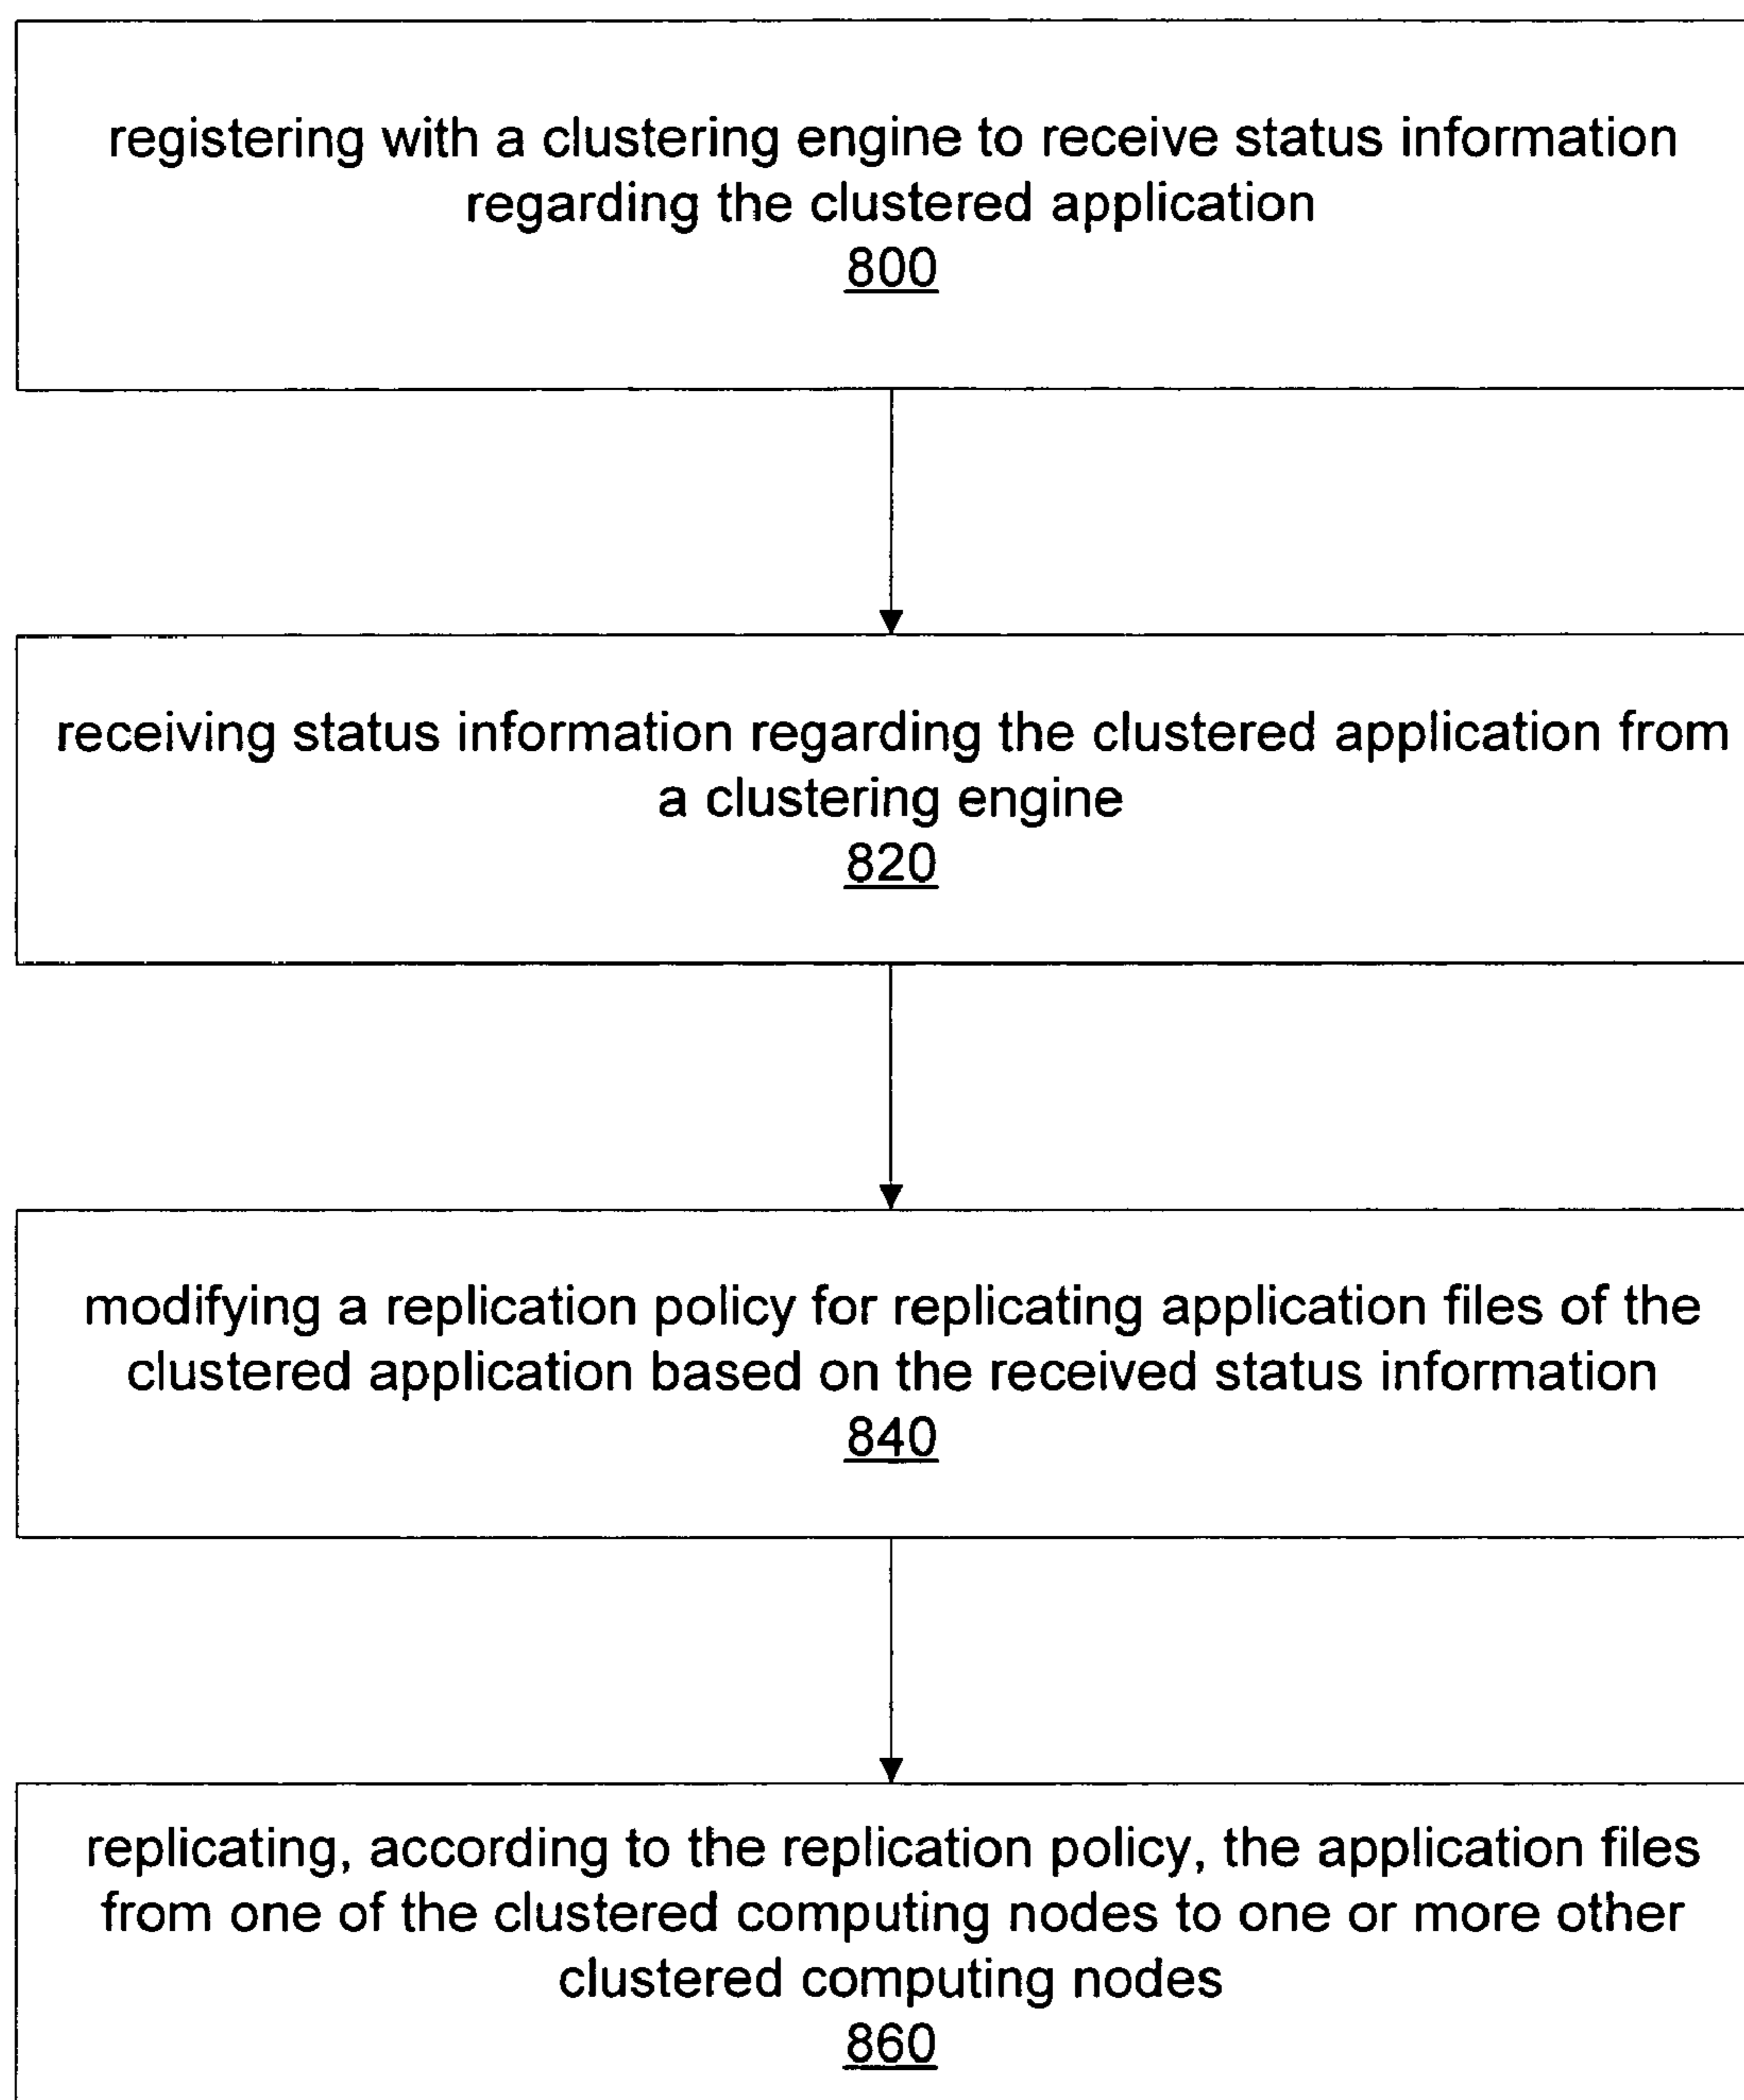 registering with a clustering engine to receive status information
regarding the clustered application
800
receiving status information regarding the clustered application from
a clustering engine
820
modifying a replication policy for replicating application files of the
clustered application based on the received status information
840
replicating, according to the replication policy, the application files
from one of the clustered computing nodes to one or more other
clustered computing nodes
860